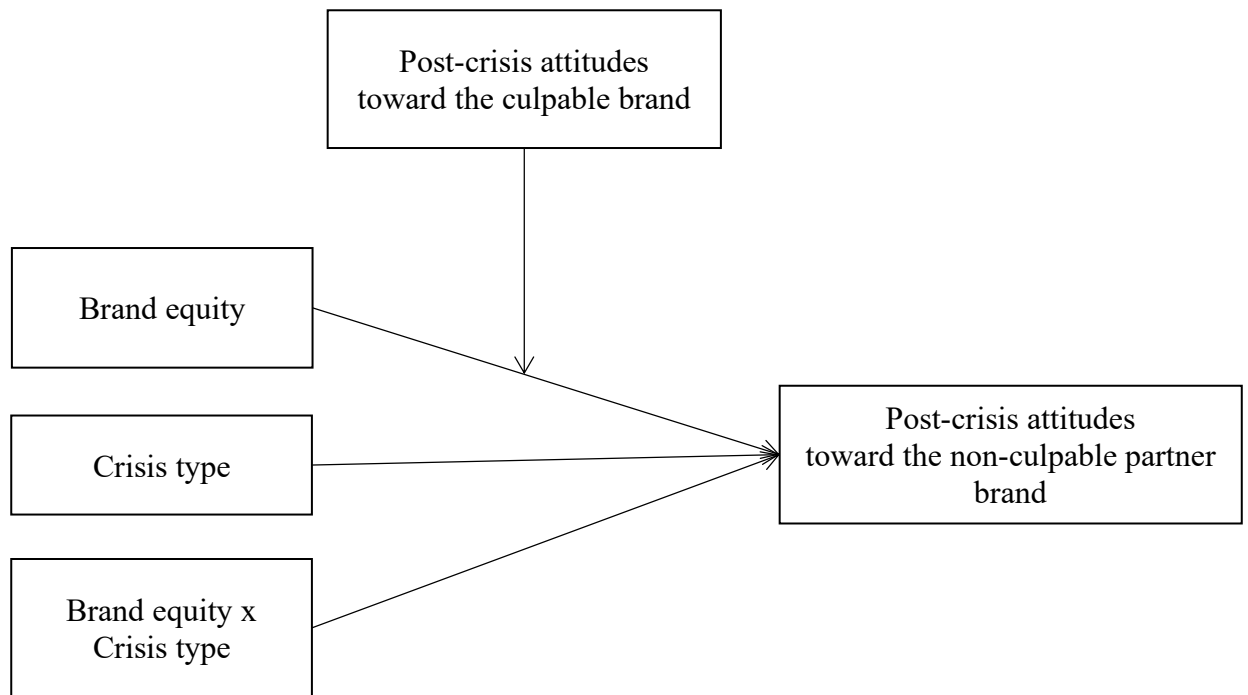 Post-crisis attitudes
toward the culpable brand
Brand equity
Crisis type
Brand equity x
Crisis type
Post-crisis attitudes
toward the non-culpable partner
brand